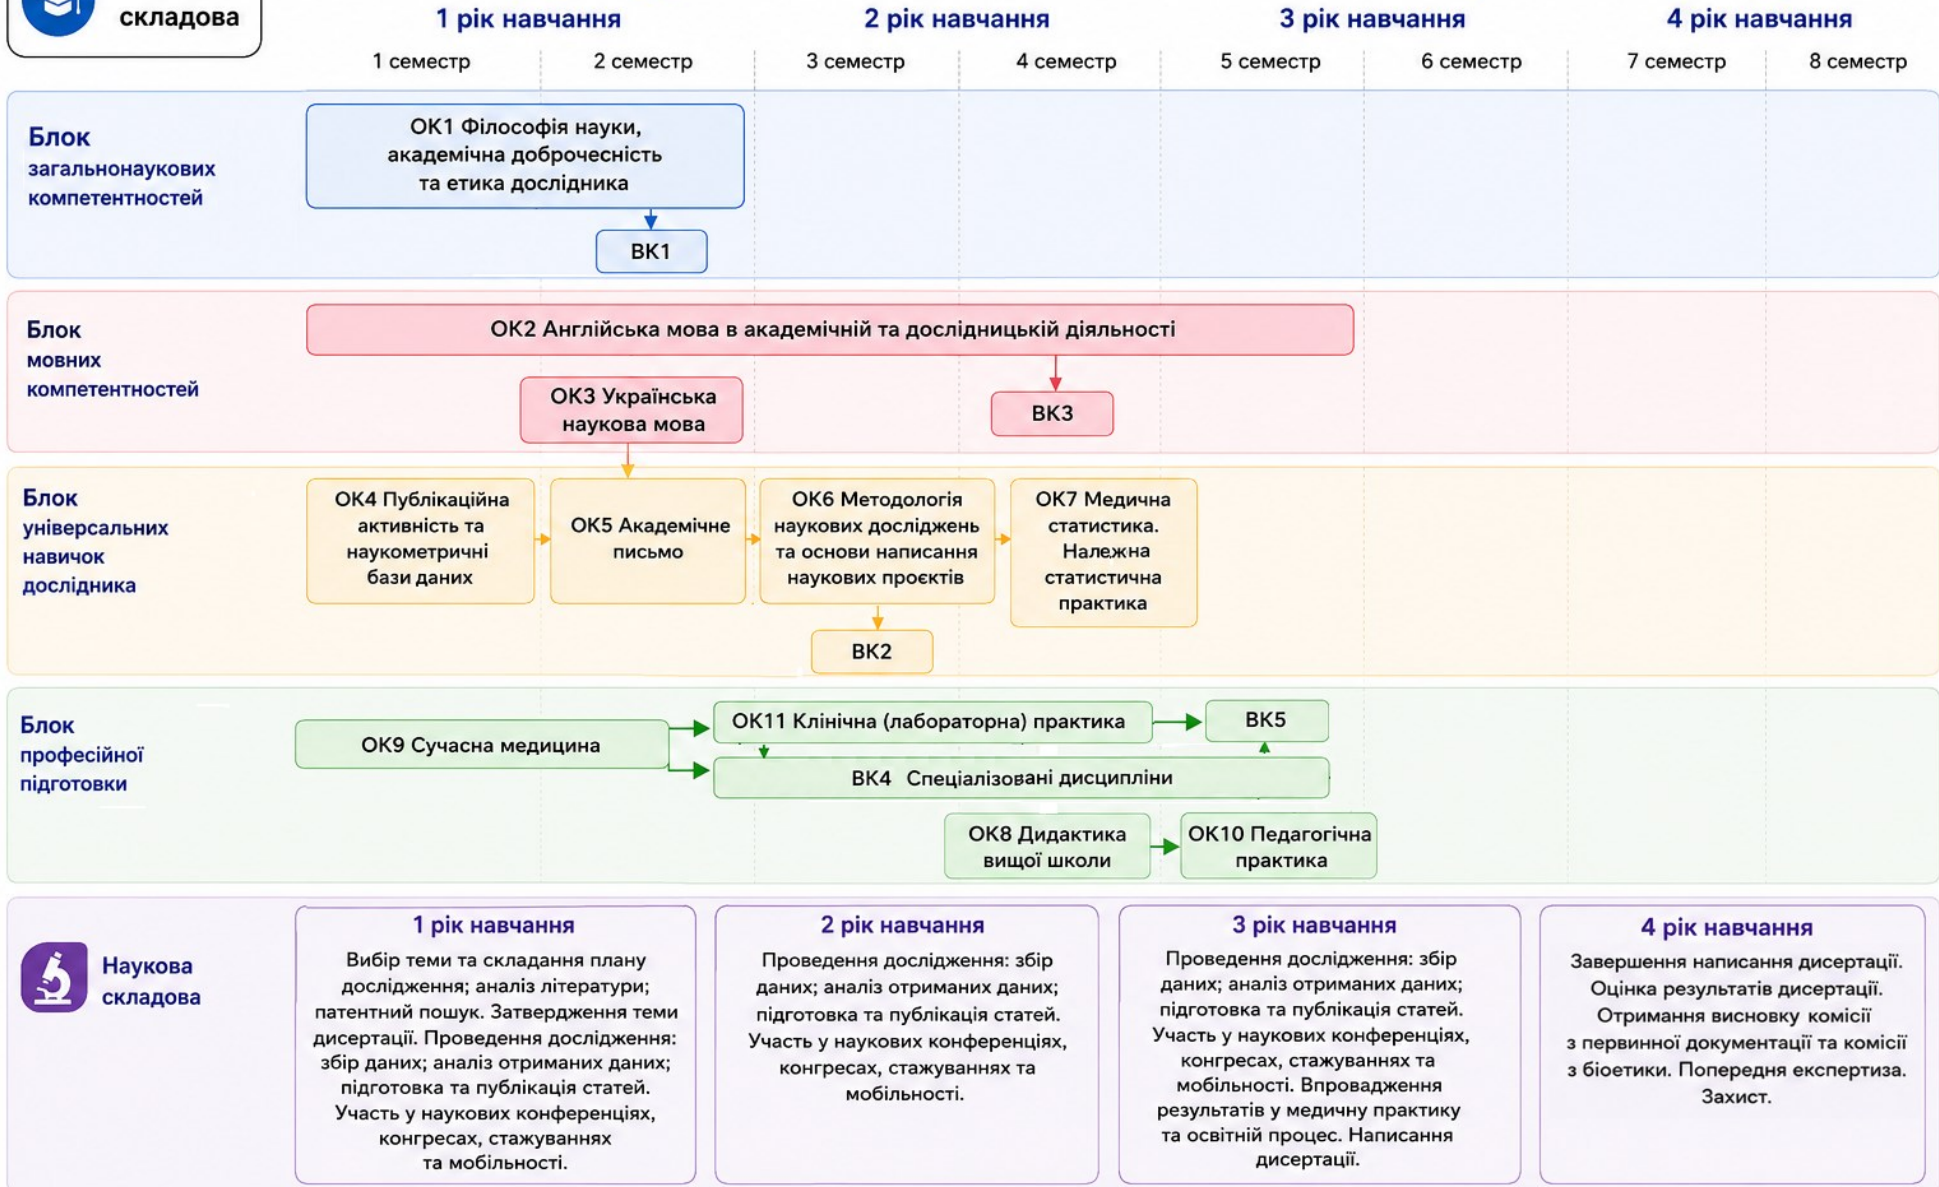 складова
1 рік навчання
2 рік навчання
3 рік навчання
4 рік навчання
1 семестр
2 семестр
3 семестр
4 семестр
5 семестр
6 семестр
7 семестр
8 семестр
Блок
загальнонаукових
компетентностей
ОК1 Філософія науки,
академічна доброчесність
та етика дослідника
ВК1
Блок
мовних
компетентностей
ОК2 Англійська мова в академічній та дослідницькій діяльності
ОК3 Українська
наукова мова
ВК3
Блок
універсальних
навичок
дослідника
ОК4 Публікаційна
активність та
наукометричні
бази даних
ОК5 Академічне
письмо
ОК6 Методологія
наукових досліджень
та основи написання
наукових проєктів
ОК7 Медична
статистика.
Належна
статистична
практика
ВК2
Блок
професійної
підготовки
ОК9 Сучасна медицина
ОК11 Клінічна (лабораторна) практика
ВК5
ВК4 Спеціалізовані дисципліни
ОК8 Дидактика
вищої школи
ОК10 Педагогічна
практика
Наукова
складова
1 рік навчання
Вибір теми та складання плану
дослідження; аналіз літератури;
патентний пошук. Затвердження теми
дисертації. Проведення дослідження:
збір даних; аналіз отриманих даних;
підготовка та публікація статей.
Участь у наукових конференціях,
конгресах, стажуваннях
та мобільності.
2 рік навчання
Проведення дослідження: збір
даних; аналіз отриманих даних;
підготовка та публікація статей.
Участь у наукових конференціях,
конгресах, стажуваннях та
мобільності.
3 рік навчання
Проведення дослідження: збір
даних; аналіз отриманих даних;
підготовка та публікація статей.
Участь у наукових конференціях,
конгресах, стажуваннях та
мобільності. Впровадження
результатів у медичну практику
та освітній процес. Написання
дисертації.
4 рік навчання
Завершення написання дисертації.
Оцінка результатів дисертації.
Отримання висновку комісії
з первинної документації та комісії
з біоетики. Попередня експертиза.
Захист.